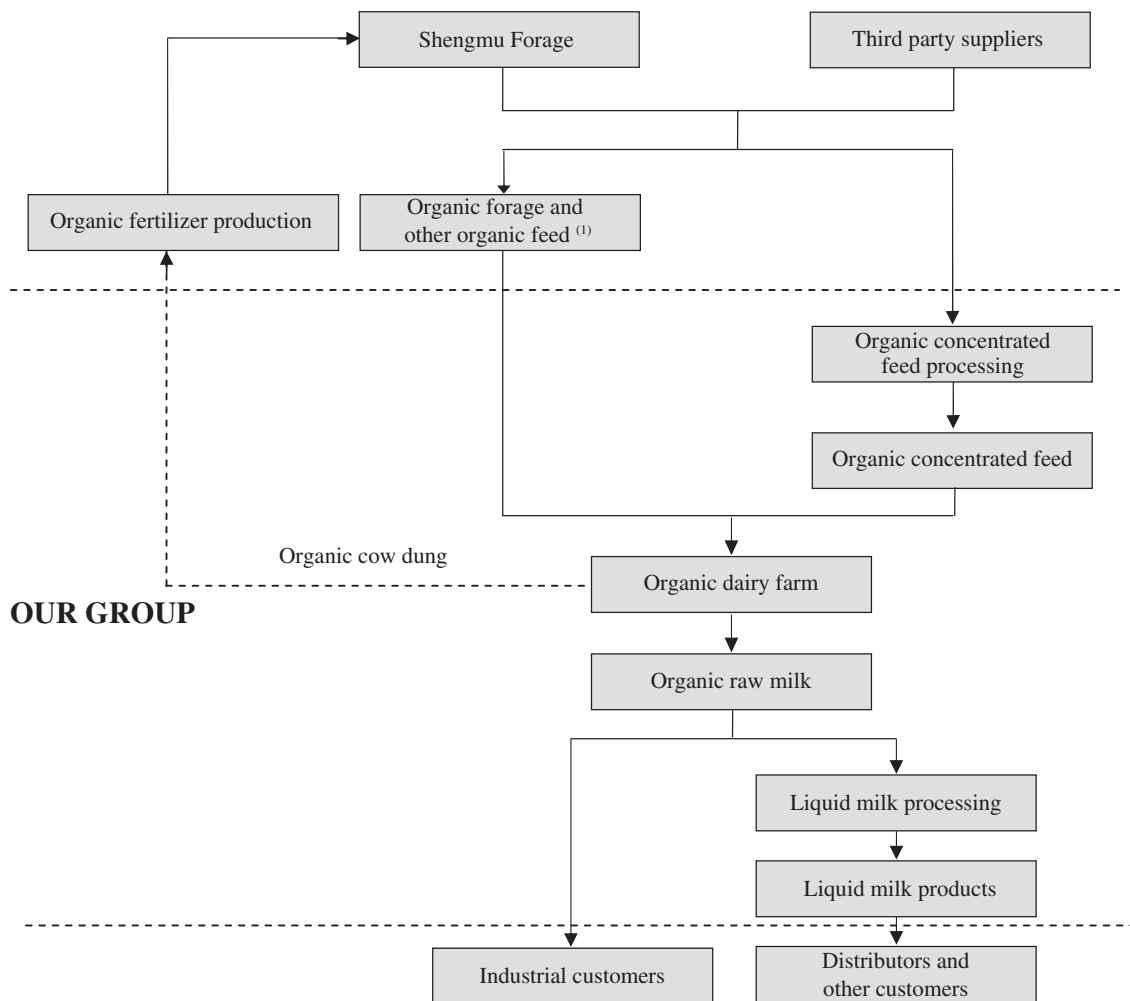 Shengmu Forage
Third party suppliers
Organic fertilizer production
Organic forage and
other organic feed (1)
Organic concentrated
feed processing
Organic concentrated feed
Organic cow dung
Organic dairy farm
OUR GROUP
Organic raw milk
Liquid milk processing
Liquid milk products
Industrial customers
Distributors and
other customers